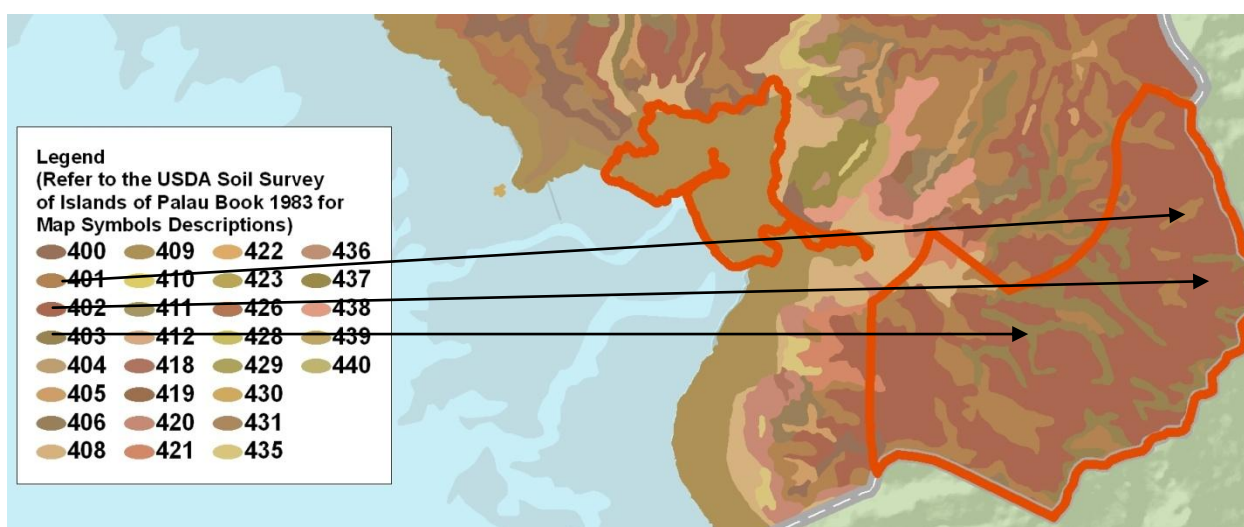 Legend
(Refer to the USDA Soil Survey
of Islands of Palau Book 1983 for
Map Symbols Descriptions)
400 409 422 436
401 410 423 437
402 411 426 438
403 412 428 439
404 418 429 440
405 419 430
406 420 431
408 421 435